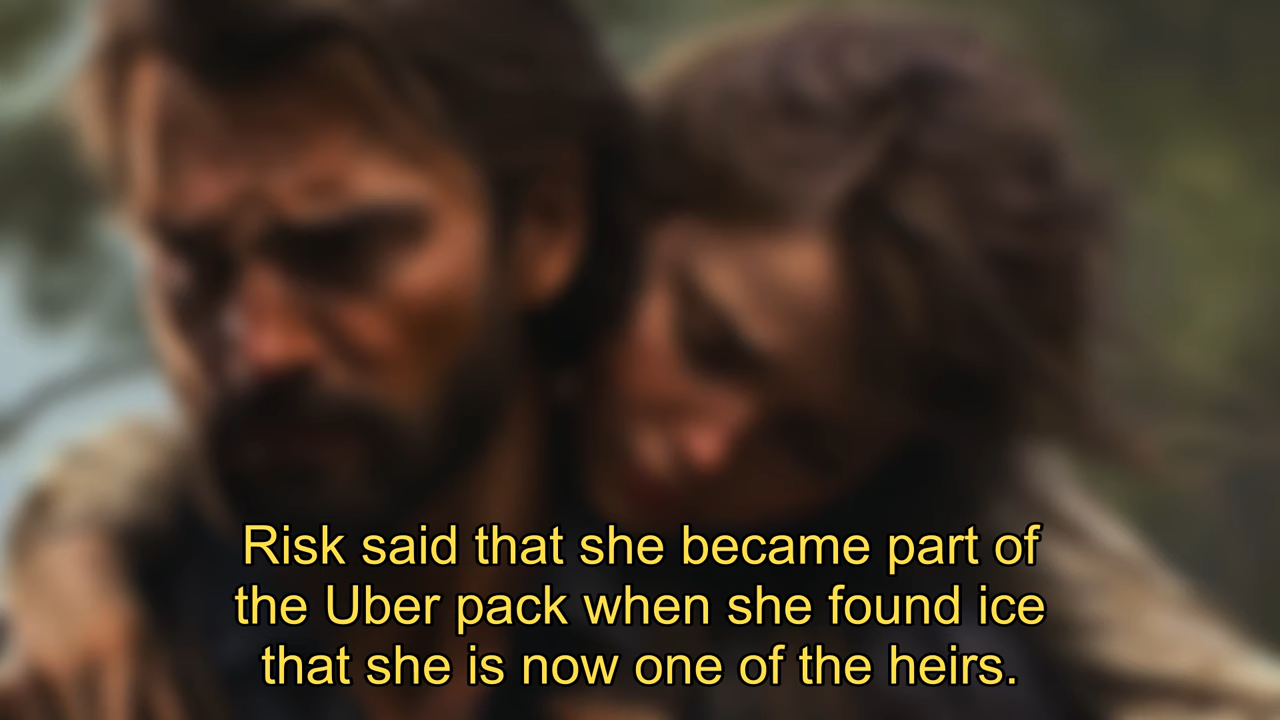 Risk said that she became part of
the Uber pack when she found ice
that she is now one of the heirs.